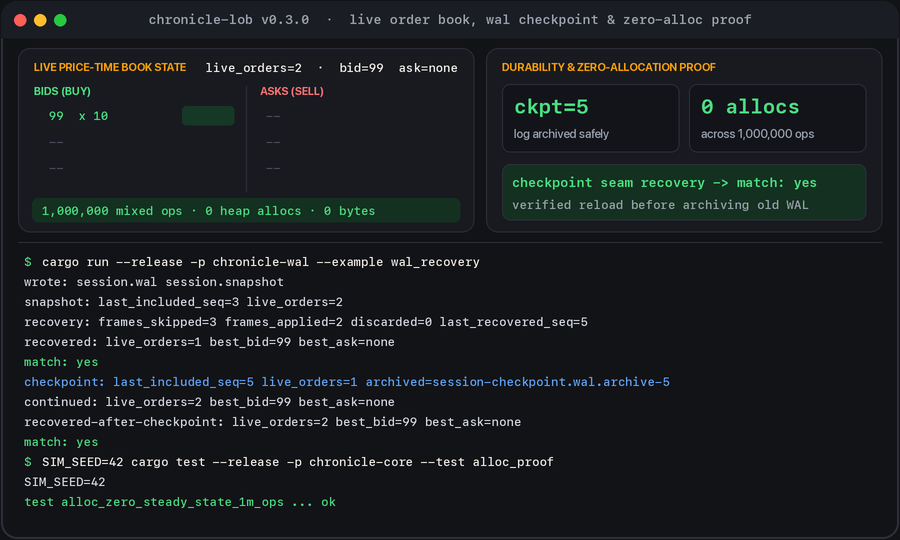 chronicle-lob v0.3.0 · live order book, wal checkpoint & zero-alloc proof
LIVE PRICE-TIME BOOK STATE live_orders=2 · bid=99 ask=none
BIDS (BUY) ASKS (SELL)
99 x 10 --
-- --
-- --
1,000,000 mixed ops · 0 heap allocs · 0 bytes
DURABILITY & ZERO-ALLOCATION PROOF
ckpt=5
log archived safely
0 allocs
across 1,000,000 ops
checkpoint seam recovery -> match: yes
verified reload before archiving old WAL
$ cargo run --release -p chronicle-wal --example wal_recovery
wrote: session.wal session.snapshot
snapshot: last_included_seq=3 live_orders=2
recovery: frames_skipped=3 frames_applied=2 discarded=0 last_recovered_seq=5
recovered: live_orders=1 best_bid=99 best_ask=none
match: yes
checkpoint: last_included_seq=5 live_orders=1 archived=session-checkpoint.wal.archive-5
continued: live_orders=2 best_bid=99 best_ask=none
recovered-after-checkpoint: live_orders=2 best_bid=99 best_ask=none
match: yes
$ SIM_SEED=42 cargo test --release -p chronicle-core --test alloc_proof
SIM_SEED=42
test alloc_zero_steady_state_1m_ops ... ok